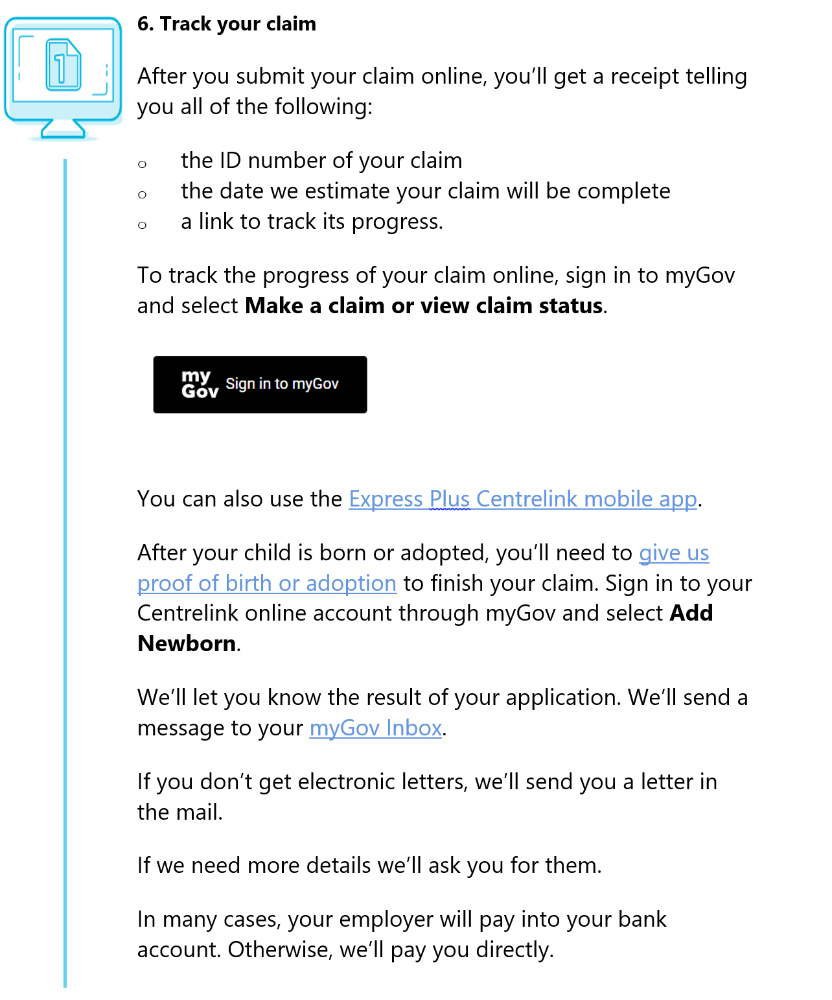 6. Track your claim
1
After you submit your claim online, you’ll get a receipt telling
you all of the following:
o the ID number of your claim
o the date we estimate your claim will be complete
o a link to track its progress.
To track the progress of your claim online, sign in to myGov
and select Make a claim or view claim status.
my
Gov Sign in to myGov
You can also use the Express Plus Centrelink mobile app.
After your child is born or adopted, you’ll need to give us
proof of birth or adoption to finish your claim. Sign in to your
Centrelink online account through myGov and select Add
Newborn.
We’ll let you know the result of your application. We’ll send a
message to your myGov Inbox.
If you don’t get electronic letters, we’ll send you a letter in
the mail.
If we need more details we’ll ask you for them.
In many cases, your employer will pay into your bank
account. Otherwise, we’ll pay you directly.